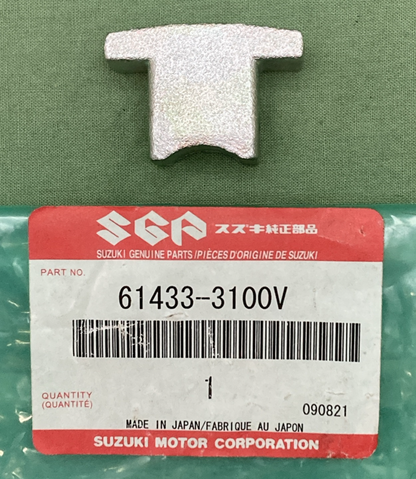 SGP スズキ純正部品
SUZUKI GENUINE PARTS/PIÈCES D'ORIGINE DE SUZUKI
PART NO.
61433-3100V
1
QUANTITY
(QUANTITÉ)
090821
MADE IN JAPAN/FABRIQUE AU JAPON
SUZUKI MOTOR CORPORATION